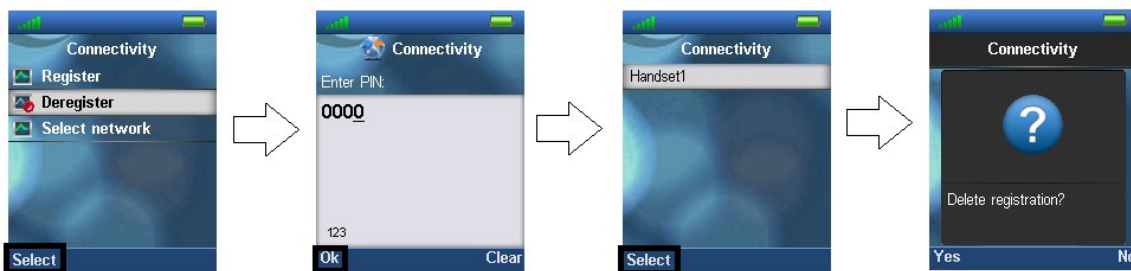 Connectivity
Register
Deregister
Select network
Select
Connectivity
Enter PIN:
0000
123
Ok Clear
Connectivity
Handset1
Select
Connectivity
?
Delete registration?
Yes No